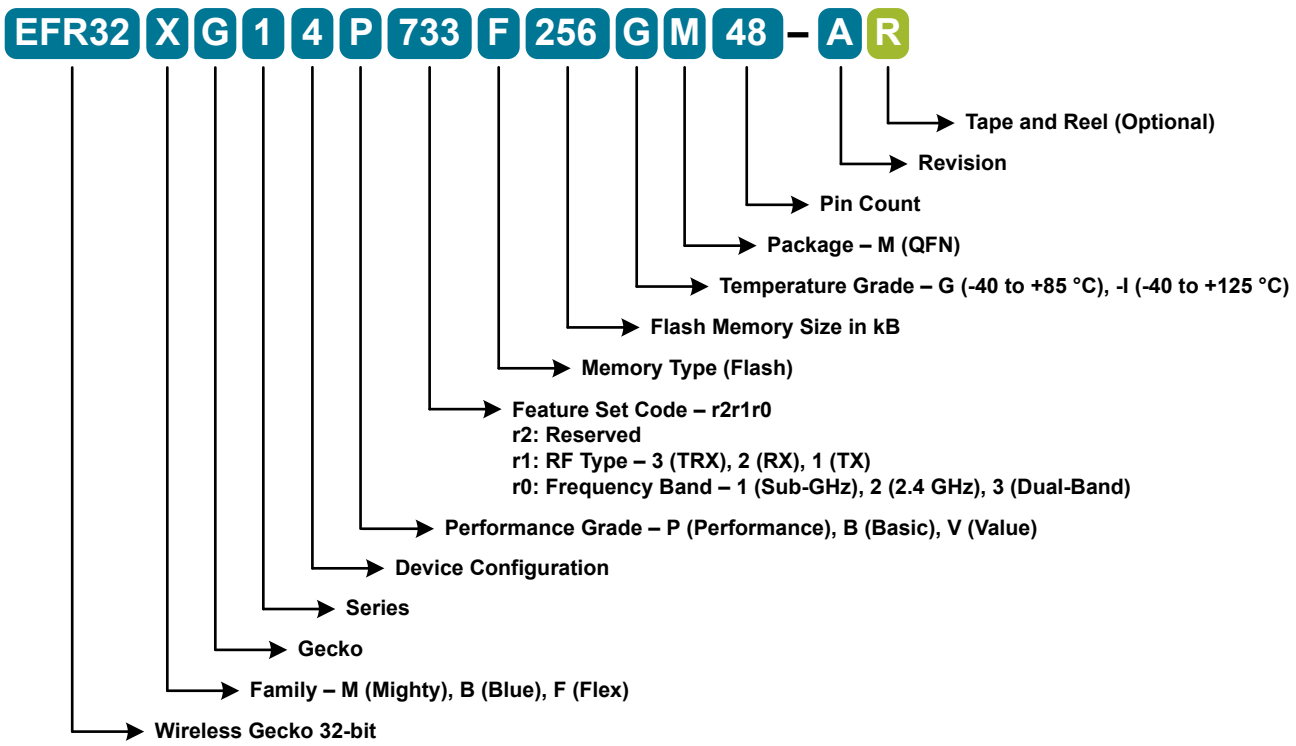 EFR32 X G 1 4 P 733 F 256 G M 48 – A R
Tape and Reel (Optional)
Revision
Pin Count
Package – M (QFN)
Temperature Grade – G (-40 to +85 °C), -I (-40 to +125 °C)
Flash Memory Size in kB
Memory Type (Flash)
Feature Set Code – r2r1r0
r2: Reserved
r1: RF Type – 3 (TRX), 2 (RX), 1 (TX)
r0: Frequency Band – 1 (Sub-GHz), 2 (2.4 GHz), 3 (Dual-Band)
Performance Grade – P (Performance), B (Basic), V (Value)
Device Configuration
Series
Gecko
Family – M (Mighty), B (Blue), F (Flex)
Wireless Gecko 32-bit